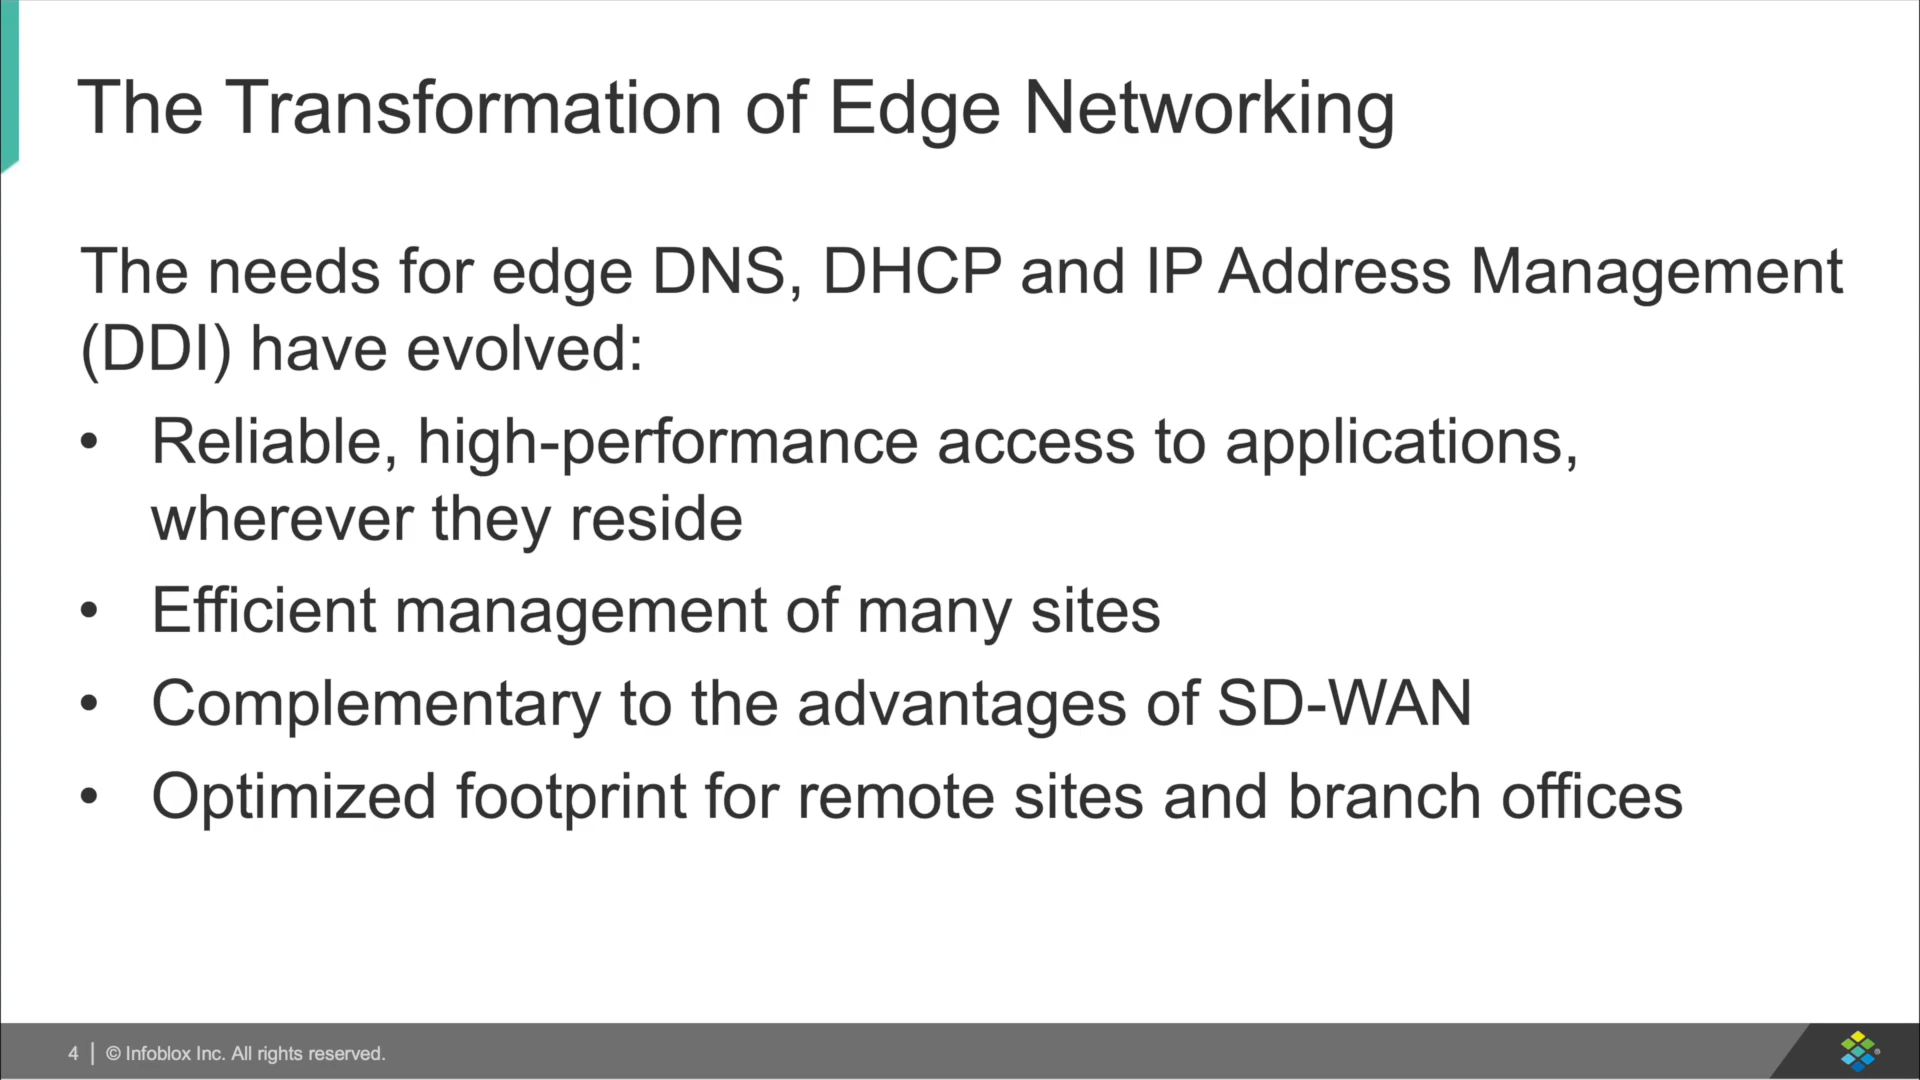 The Transformation of Edge Networking
The needs for edge DNS, DHCP and IP Address Management
(DDI) have evolved:
• Reliable, high-performance access to applications,
wherever they reside
• Efficient management of many sites
• Complementary to the advantages of SD-WAN
• Optimized footprint for remote sites and branch offices
4 | © Infoblox Inc. All rights reserved.